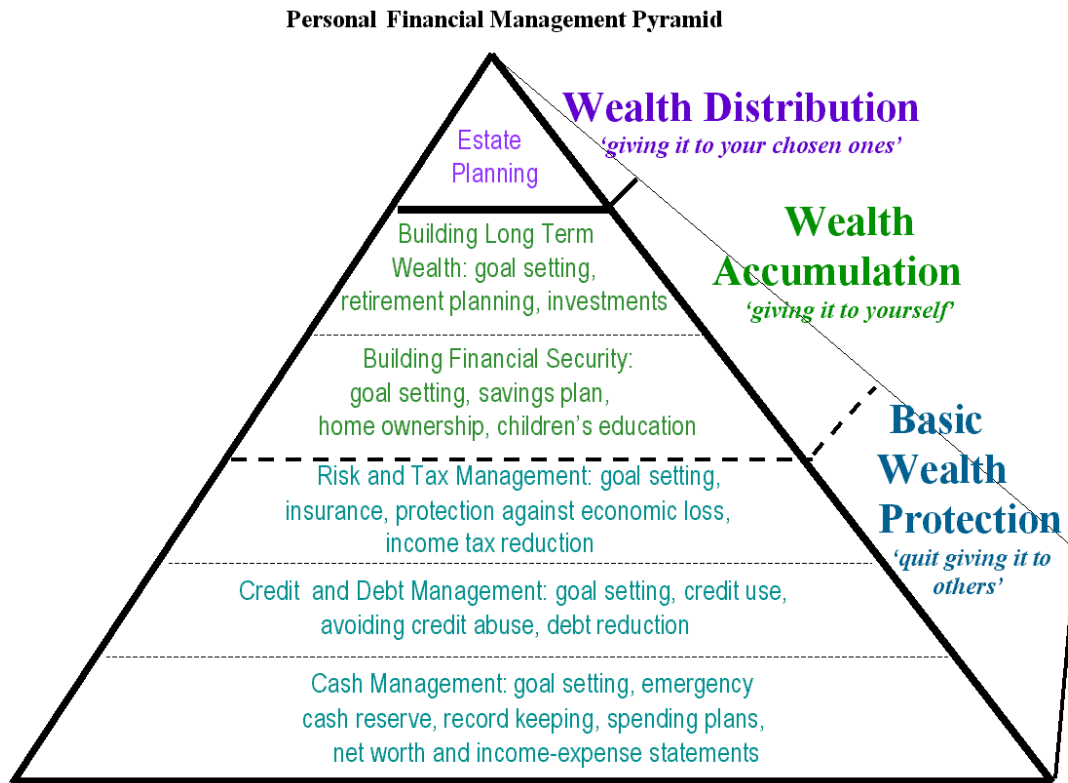 Personal Financial Management Pyramid
Wealth Distribution
‘giving it to your chosen ones’
Estate
Planning
Wealth
Accumulation
‘giving it to yourself’
Building Long Term
Wealth: goal setting,
retirement planning, investments
Building Financial Security:
goal setting, savings plan,
home ownership, children’s education
Basic
Wealth
Protection
‘quit giving it to
others’
Risk and Tax Management: goal setting,
insurance, protection against economic loss,
income tax reduction
Credit and Debt Management: goal setting, credit use,
avoiding credit abuse, debt reduction
Cash Management: goal setting, emergency
cash reserve, record keeping, spending plans,
net worth and income-expense statements